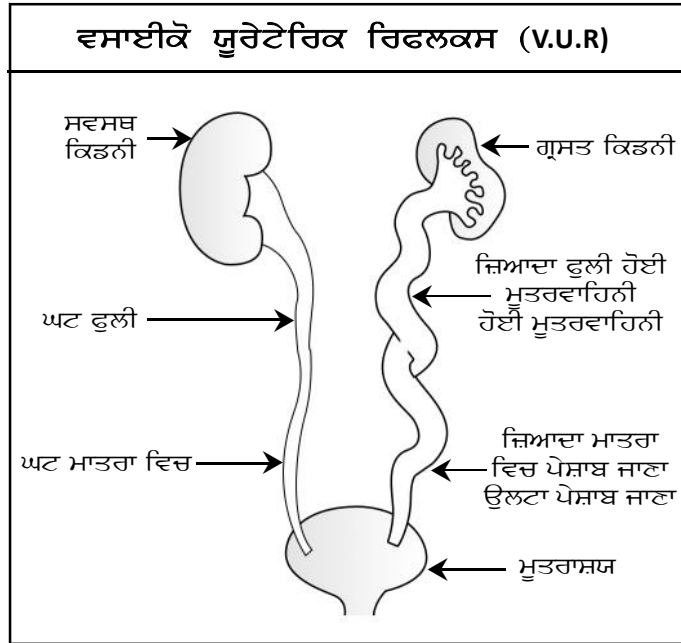 ਵਸਾਈਕੋ ਯੂਰੇਟੇਰਿਕ ਰਿਫਲਕਸ (V.U.R)
ਸਵਸਥ
ਕਿਡਨੀ
ਗ੍ਰਸਤ ਕਿਡਨੀ
ਜ਼ਿਆਦਾ ਫੁਲੀ ਹੋਈ
ਮੂਤਰਵਾਹਿਨੀ
ਹੋਈ ਮੂਤਰਵਾਹਿਨੀ
ਘਟ ਫੁਲੀ
ਘਟ ਮਾਤਰਾ ਵਿਚ
ਜ਼ਿਆਦਾ ਮਾਤਰਾ
ਵਿਚ ਪੇਸ਼ਾਬ ਜਾਣਾ
ਉਲਟਾ ਪੇਸ਼ਾਬ ਜਾਣਾ
ਮੂਤਰਾਸ਼ਯ